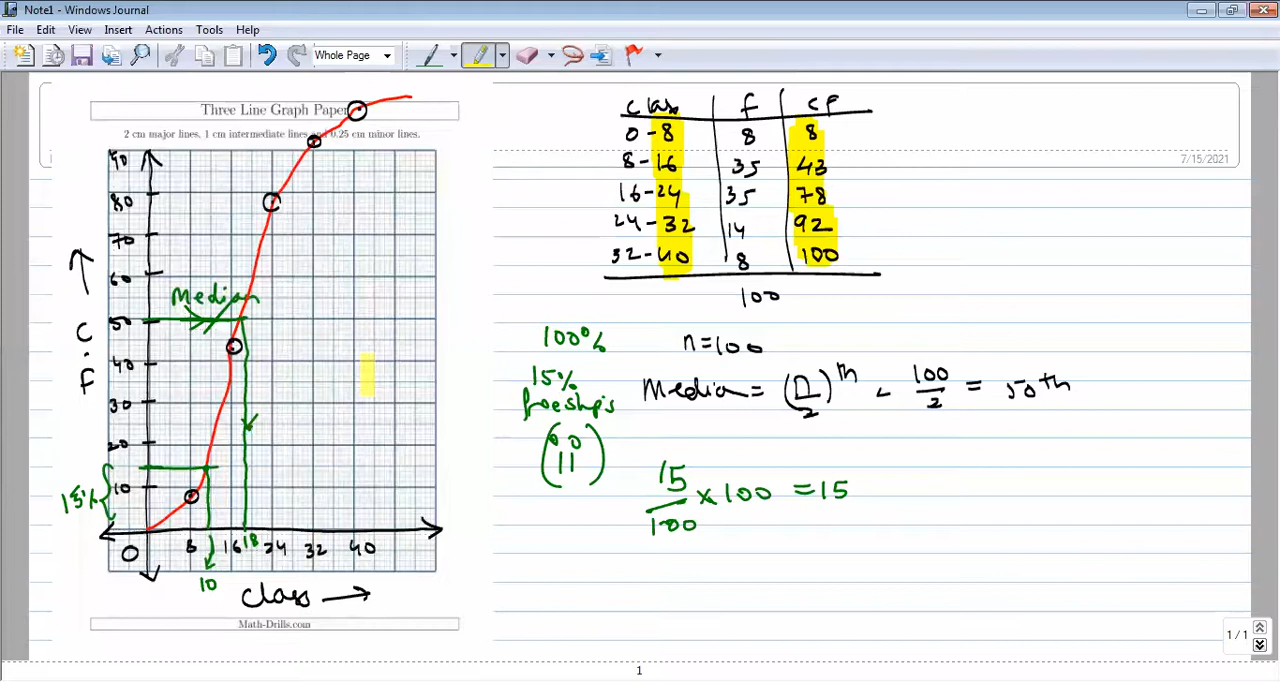 Note1 - Windows Journal
File Edit View Insert Actions Tools Help
Whole Page
Three Line Graph Paper
2 cm major lines, 1 cm intermediate lines and 0.25 cm minor lines.
7/15/2021
90
80
70
60
50
40
30
20
10
0
C.F
Median
15%
8 16 18 24 32 40
10
class
Math-Drills.com
class f cf
0-8 8 8
8-16 35 43
16-24 35 78
24-32 14 92
32-40 8 100
100
100%
n=100
15%
freeships
Median = (n/2)th - 100/2 = 50th
15/100 × 100 = 15
1/1
1